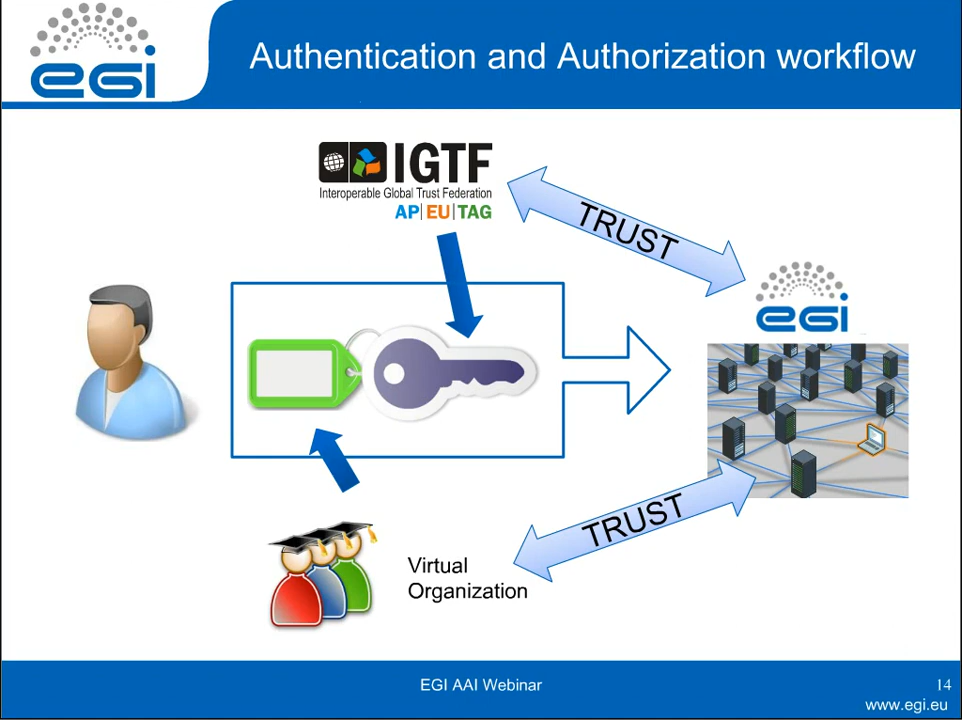 egi
Authentication and Authorization workflow
IGTF
Interoperable Global Trust Federation
AP|EU|TAG
TRUST
egi
TRUST
Virtual
Organization
EGI AAI Webinar
14
www.egi.eu